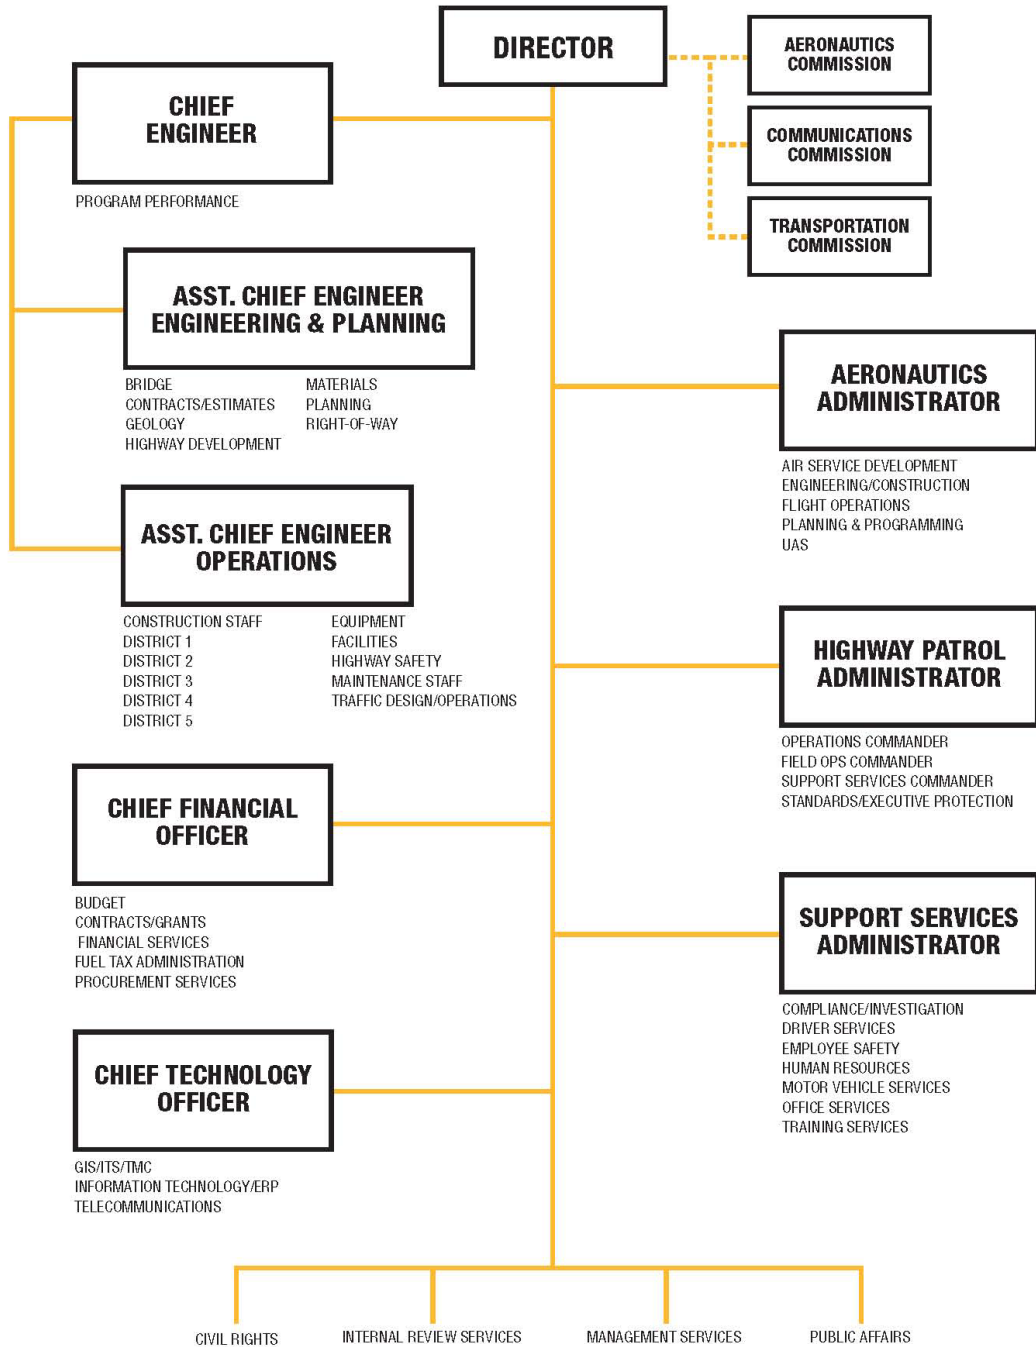 DIRECTOR
AERONAUTICS
COMMISSION
COMMUNICATIONS
COMMISSION
TRANSPORTATION
COMMISSION
CHIEF
ENGINEER
PROGRAM PERFORMANCE
ASST. CHIEF ENGINEER
ENGINEERING & PLANNING
BRIDGE
CONTRACTS/ESTIMATES
GEOLOGY
HIGHWAY DEVELOPMENT
MATERIALS
PLANNING
RIGHT-OF-WAY
ASST. CHIEF ENGINEER
OPERATIONS
CONSTRUCTION STAFF
DISTRICT 1
DISTRICT 2
DISTRICT 3
DISTRICT 4
DISTRICT 5
EQUIPMENT
FACILITIES
HIGHWAY SAFETY
MAINTENANCE STAFF
TRAFFIC DESIGN/OPERATIONS
CHIEF FINANCIAL
OFFICER
BUDGET
CONTRACTS/GRANTS
FINANCIAL SERVICES
FUEL TAX ADMINISTRATION
PROCUREMENT SERVICES
CHIEF TECHNOLOGY
OFFICER
GIS/ITS/TMC
INFORMATION TECHNOLOGY/ERP
TELECOMMUNICATIONS
AERONAUTICS
ADMINISTRATOR
AIR SERVICE DEVELOPMENT
ENGINEERING/CONSTRUCTION
FLIGHT OPERATIONS
PLANNING & PROGRAMMING
UAS
HIGHWAY PATROL
ADMINISTRATOR
OPERATIONS COMMANDER
FIELD OPS COMMANDER
SUPPORT SERVICES COMMANDER
STANDARDS/EXECUTIVE PROTECTION
SUPPORT SERVICES
ADMINISTRATOR
COMPLIANCE/INVESTIGATION
DRIVER SERVICES
EMPLOYEE SAFETY
HUMAN RESOURCES
MOTOR VEHICLE SERVICES
OFFICE SERVICES
TRAINING SERVICES
CIVIL RIGHTS
INTERNAL REVIEW SERVICES
MANAGEMENT SERVICES
PUBLIC AFFAIRS